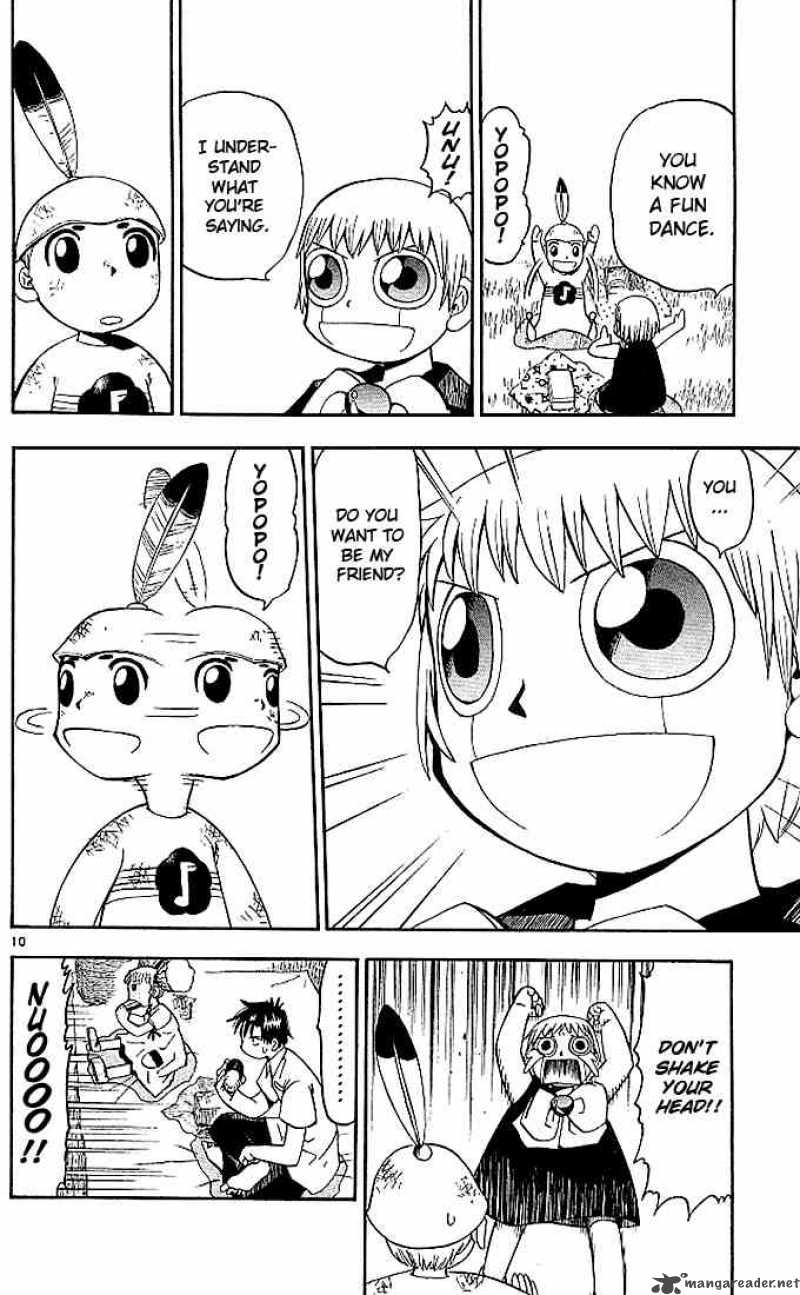 YOU
KNOW
A FUN
DANCE.
YOPOPO!
UNU!
I UNDER-
STAND
WHAT
YOU'RE
SAYING.
YOU
...
DO YOU
WANT TO
BE MY
FRIEND?
YOPOPO!
10
DON'T
SHAKE
YOUR
HEAD!!
.........
NUOOOO!!
mangareader.net